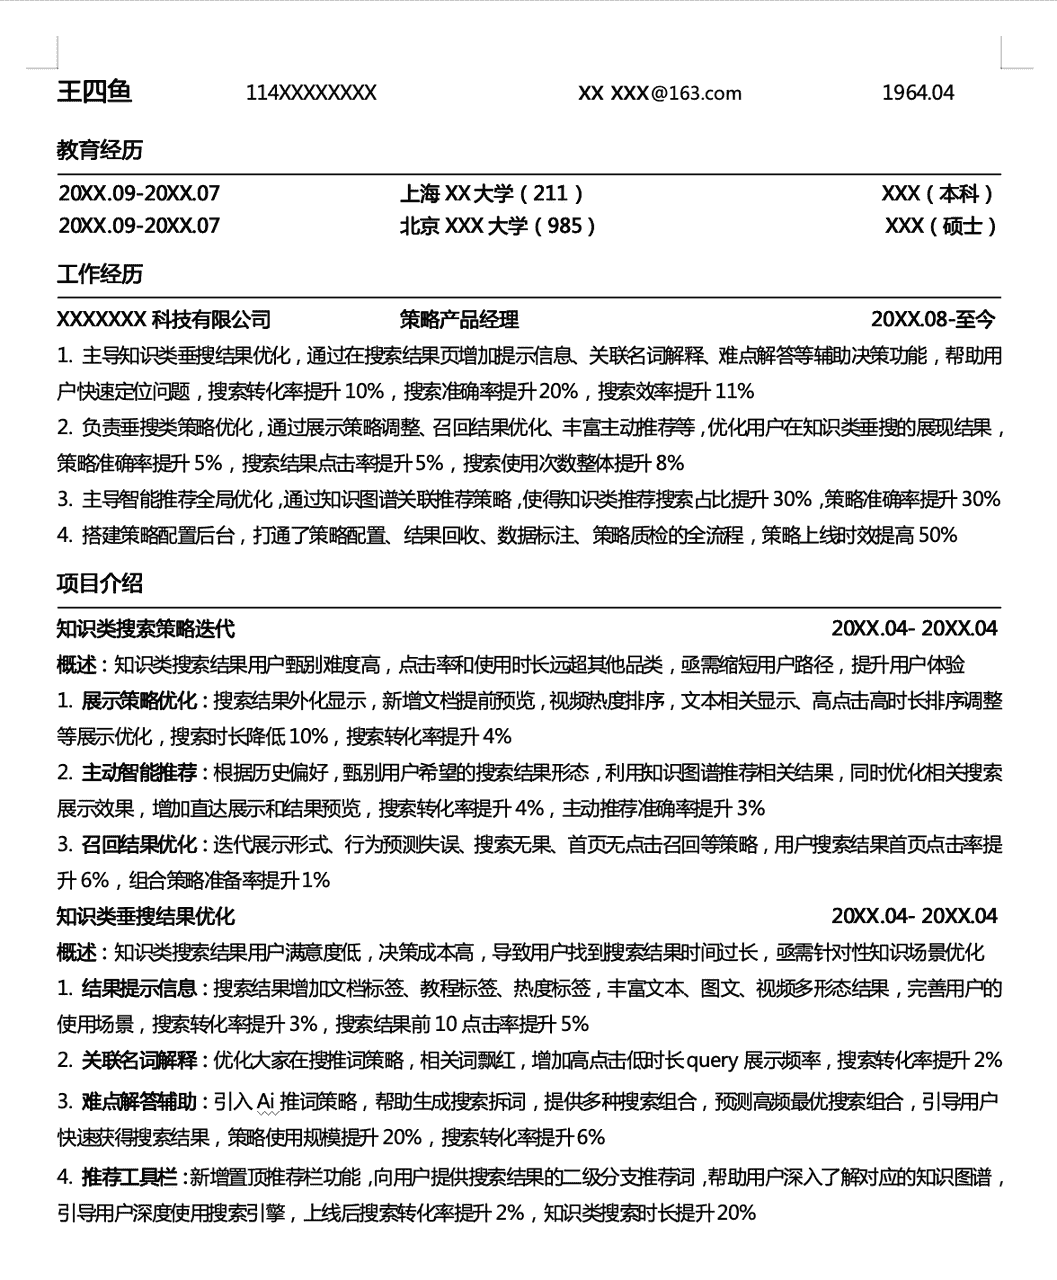 王四鱼 114XXXXXXXX XX XXX@163.com 1964.04
教育经历
20XX.09-20XX.07 上海 XX 大学（211） XXX（本科）
20XX.09-20XX.07 北京 XXX 大学（985） XXX（硕士）
工作经历
XXXXXXX 科技有限公司 策略产品经理 20XX.08-至今
1. 主导知识类垂搜结果优化，通过在搜索结果页增加提示信息、关联名词解释、难点解答等辅助决策功能，帮助用
户快速定位问题，搜索转化率提升 10%，搜索准确率提升 20%，搜索效率提升 11%
2. 负责垂搜类策略优化，通过展示策略调整、召回结果优化、丰富主动推荐等，优化用户在知识类垂搜的展现结果，
策略准确率提升 5%，搜索结果点击率提升 5%，搜索使用次数整体提升 8%
3. 主导智能推荐全局优化，通过知识图谱关联推荐策略，使得知识类推荐搜索占比提升 30%，策略准确率提升 30%
4. 搭建策略配置后台，打通了策略配置、结果回收、数据标注、策略质检的全流程，策略上线时效提高 50%
项目介绍
知识类搜索策略迭代 20XX.04- 20XX.04
概述：知识类搜索结果用户甄别难度高，点击率和使用时长远超其他品类，亟需缩短用户路径，提升用户体验
1. 展示策略优化：搜索结果外化显示，新增文档提前预览，视频热度排序，文本相关显示、高点击高时长排序调整
等展示优化，搜索时长降低 10%，搜索转化率提升 4%
2. 主动智能推荐：根据历史偏好，甄别用户希望的搜索结果形态，利用知识图谱推荐相关结果，同时优化相关搜索
展示效果，增加直达展示和结果预览，搜索转化率提升 4%，主动推荐准确率提升 3%
3. 召回结果优化：迭代展示形式、行为预测失误、搜索无果、首页无点击召回等策略，用户搜索结果首页点击率提
升 6%，组合策略准备率提升 1%
知识类垂搜结果优化 20XX.04- 20XX.04
概述：知识类搜索结果用户满意度低，决策成本高，导致用户找到搜索结果时间过长，亟需针对性知识场景优化
1. 结果提示信息：搜索结果增加文档标签、教程标签、热度标签，丰富文本、图文、视频多形态结果，完善用户的
使用场景，搜索转化率提升 3%，搜索结果前 10 点击率提升 5%
2. 关联名词解释：优化大家在搜推词策略，相关词飘红，增加高点击低时长 query 展示频率，搜索转化率提升 2%
3. 难点解答辅助：引入 Ai 推词策略，帮助生成搜索拆词，提供多种搜索组合，预测高频最优搜索组合，引导用户
快速获得搜索结果，策略使用规模提升 20%，搜索转化率提升 6%
4. 推荐工具栏：新增置顶推荐栏功能，向用户提供搜索结果的二级分支推荐词，帮助用户深入了解对应的知识图谱，
引导用户深度使用搜索引擎，上线后搜索转化率提升 2%，知识类搜索时长提升 20%